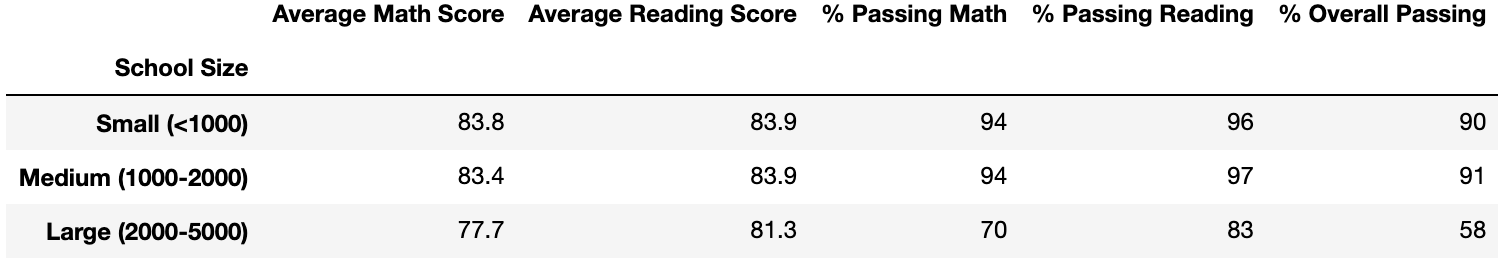 Average Math Score Average Reading Score % Passing Math % Passing Reading % Overall Passing
School Size
Small (<1000) 83.8 83.9 94 96 90
Medium (1000-2000) 83.4 83.9 94 97 91
Large (2000-5000) 77.7 81.3 70 83 58